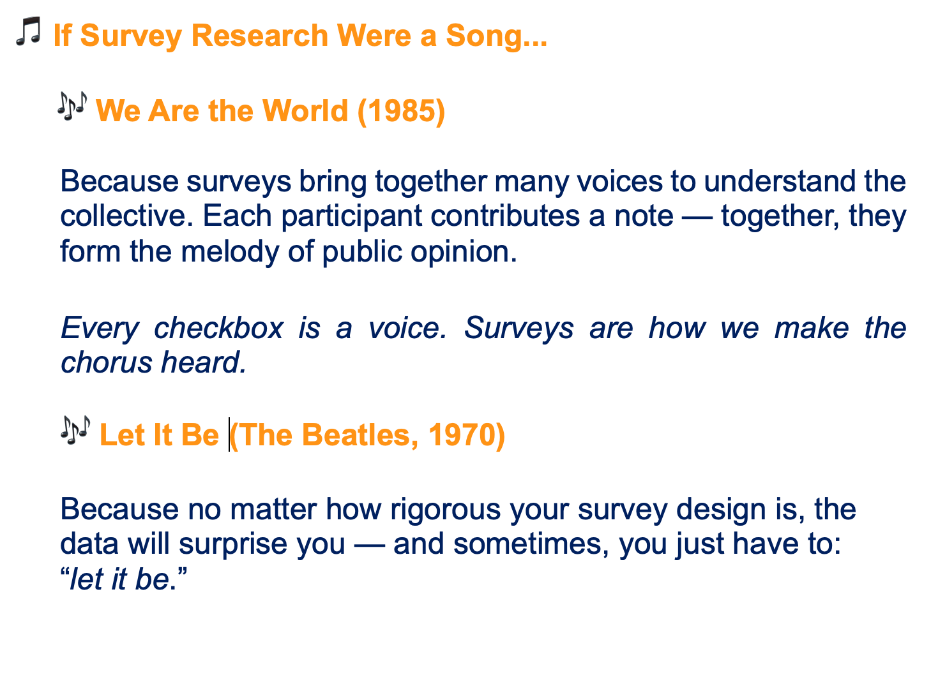 🎵 If Survey Research Were a Song...
🎶 We Are the World (1985)
Because surveys bring together many voices to understand the
collective. Each participant contributes a note — together, they
form the melody of public opinion.
Every checkbox is a voice. Surveys are how we make the
chorus heard.
🎶 Let It Be (The Beatles, 1970)
Because no matter how rigorous your survey design is, the
data will surprise you — and sometimes, you just have to:
“let it be.”